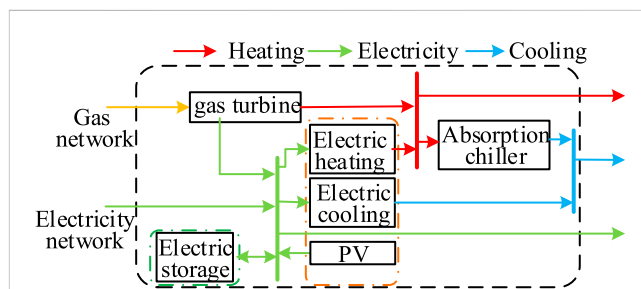 Heating
Electricity
Cooling
gas turbine
Gas
network
Electric
heating
Absorption
chiller
Electric
cooling
Electricity
network
Electric
storage
PV